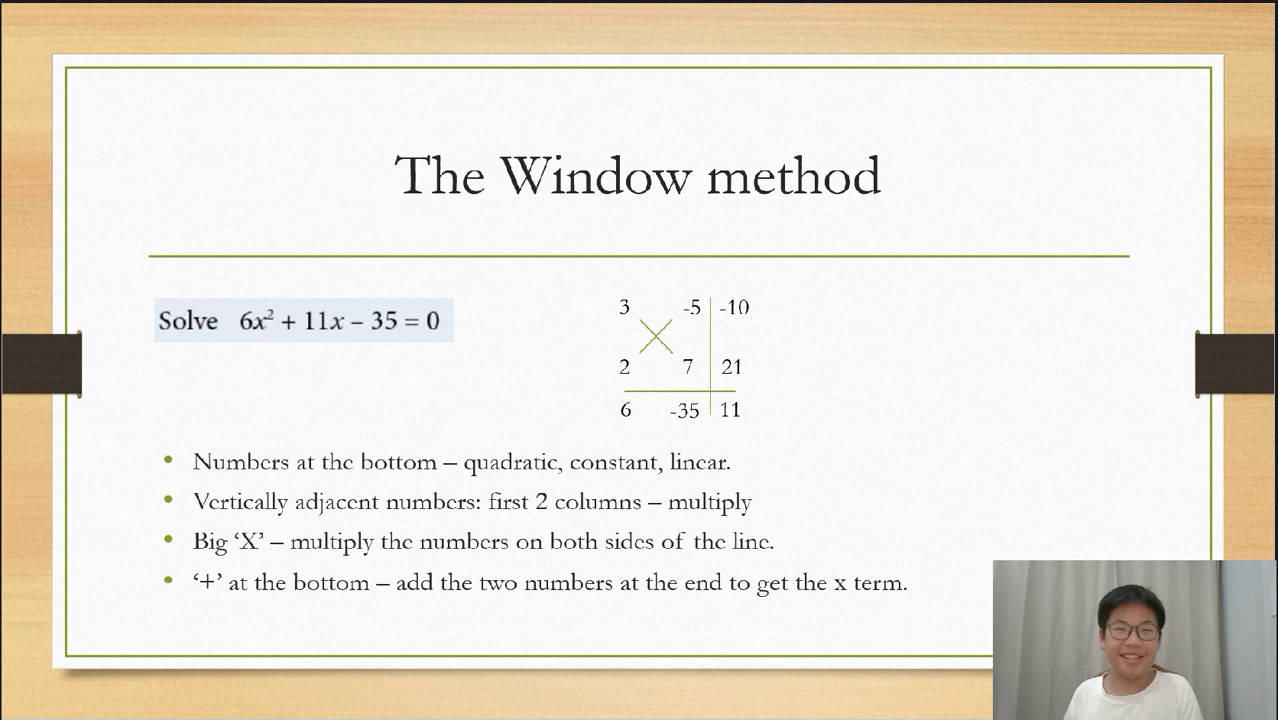 The Window method
Solve 6x² + 11x – 35 = 0
3 -5 -10
2 7 21
6 -35 11
• Numbers at the bottom – quadratic, constant, linear.
• Vertically adjacent numbers: first 2 columns – multiply
• Big ‘X’ – multiply the numbers on both sides of the line.
• ‘+’ at the bottom – add the two numbers at the end to get the x term.